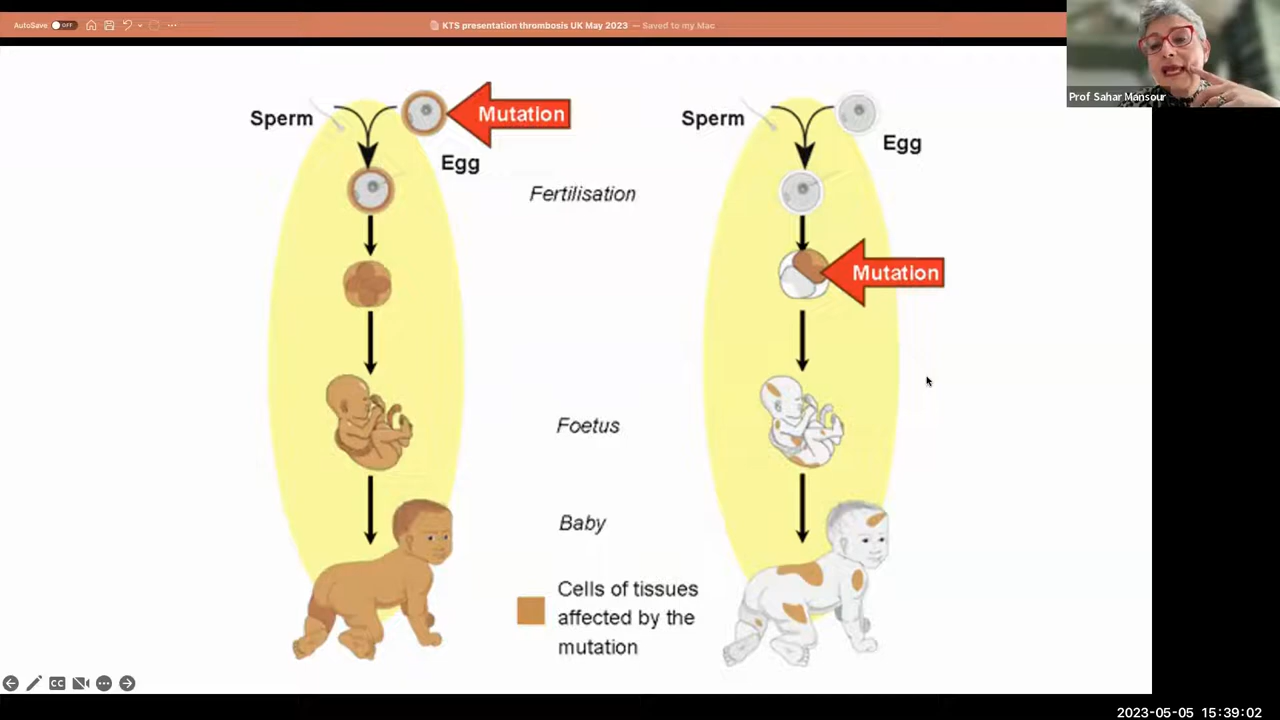 AutoSave OFF
KTS presentation thrombosis UK May 2023 — Saved to my Mac
Prof Sahar Mansour
Sperm
Mutation
Egg
Sperm
Egg
Fertilisation
Mutation
Foetus
Baby
Cells of tissues
affected by the
mutation
CC
2023-05-05 15:39:02